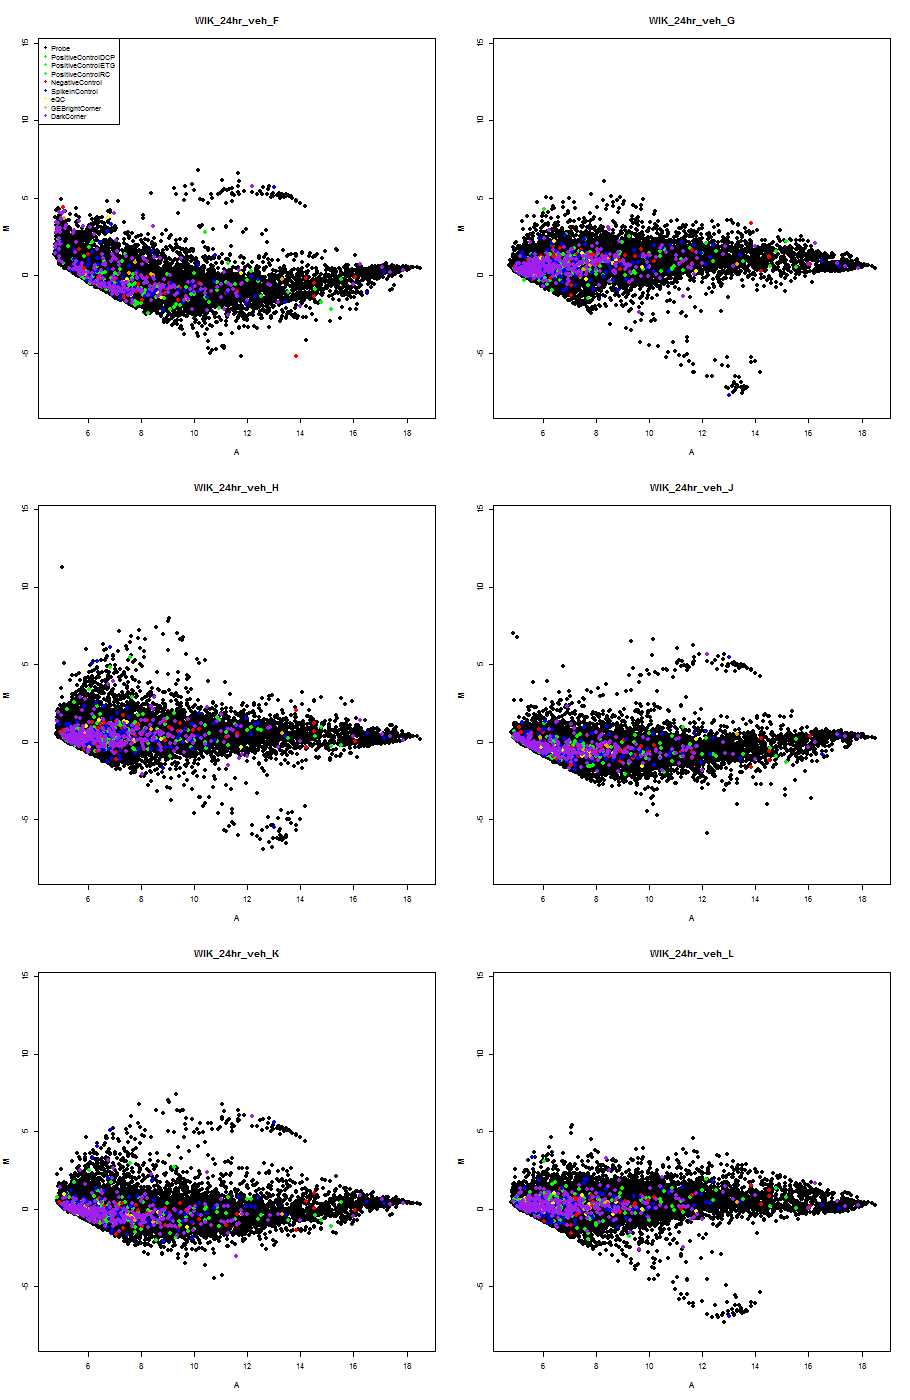 WIK_24hr_veh_F
15
10
5
0
-5
M
Probe
PositiveControlDCP
PositiveControlETG
PositiveControlRC
NegativeControl
SpikeInControl
eQC
GEBrightCorner
DarkCorner
6 8 10 12 14 16 18
A
WIK_24hr_veh_G
15
10
5
0
-5
M
6 8 10 12 14 16 18
A
WIK_24hr_veh_H
15
10
5
0
-5
M
6 8 10 12 14 16 18
A
WIK_24hr_veh_J
15
10
5
0
-5
M
6 8 10 12 14 16 18
A
WIK_24hr_veh_K
15
10
5
0
-5
M
6 8 10 12 14 16 18
A
WIK_24hr_veh_L
15
10
5
0
-5
M
6 8 10 12 14 16 18
A